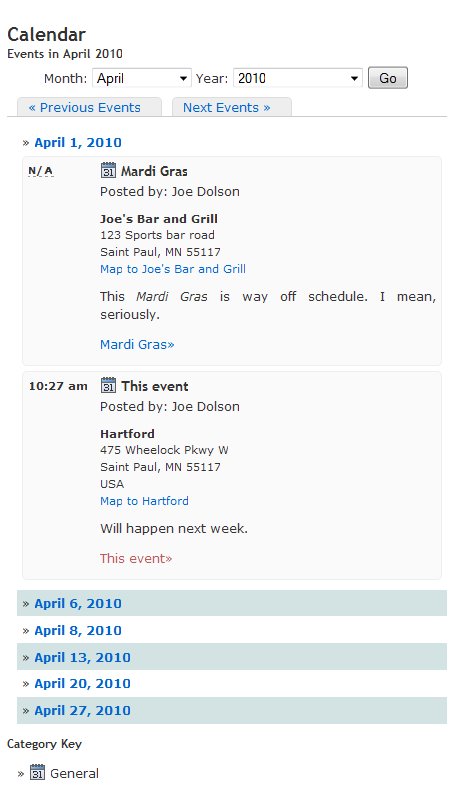 Calendar
Events in April 2010
Month: April Year: 2010 Go
« Previous Events Next Events »
» April 1, 2010
N/A 31 Mardi Gras
Posted by: Joe Dolson
Joe's Bar and Grill
123 Sports bar road
Saint Paul, MN 55117
Map to Joe's Bar and Grill
This Mardi Gras is way off schedule. I mean,
seriously.
Mardi Gras»
10:27 am 31 This event
Posted by: Joe Dolson
Hartford
475 Wheelock Pkwy W
Saint Paul, MN 55117
USA
Map to Hartford
Will happen next week.
This event»
» April 6, 2010
» April 8, 2010
» April 13, 2010
» April 20, 2010
» April 27, 2010
Category Key
» 31 General